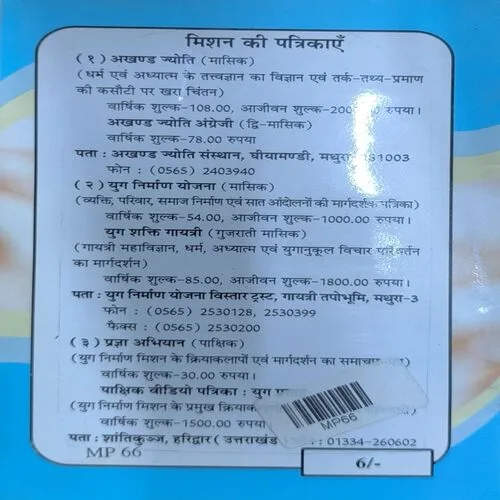 मिशन की पत्रिकाएँ
(१) अखण्ड ज्योति (मासिक)
(धर्म एवं अध्यात्म के तत्त्वज्ञान का विज्ञान एवं तर्क-तथ्य-प्रमाण
की कसौटी पर खरा चिंतन)
वार्षिक शुल्क-108.00, आजीवन शुल्क- रुपया।
अखण्ड ज्योति अंग्रेजी (द्वि-मासिक)
वार्षिक शुल्क-78.00 रुपया
पता : अखण्ड ज्योति संस्थान, घीयामण्डी, मथुरा
फोन : (0565) 2403940
(२) युग निर्माण योजना (मासिक)
(व्यक्ति, परिवार, समाज निर्माण एवं सात आंदोलनों की मार्गदर्शक पत्रिका)
वार्षिक शुल्क-54.00, आजीवन शुल्क-1000.00 रुपया।
युग शक्ति गायत्री (गुजराती मासिक)
(गायत्री महाविज्ञान, धर्म, अध्यात्म एवं युगानुकूल विचार परिवर्तन
का मार्गदर्शन)
वार्षिक शुल्क-85.00, आजीवन शुल्क-1800.00 रुपया।
पता : युग निर्माण योजना विस्तार ट्रस्ट, गायत्री तपोभूमि, मथुरा-3
फोन : (0565) 2530128, 2530399
फैक्स : (0565) 2530200
(३) प्रज्ञा अभियान (पाक्षिक)
(युग निर्माण मिशन के क्रियाकलापों एवं मार्गदर्शन का
वार्षिक शुल्क-30.00 रुपया।
पाक्षिक वीडियो पत्रिका : युग
(युग निर्माण मिशन के प्रमुख
वार्षिक शुल्क-1500.00 रुपया।
MP66
पता : शांतिकुञ्ज, हरिद्वार (उत्तराखंड : 01334-260602
MP 66
6/-